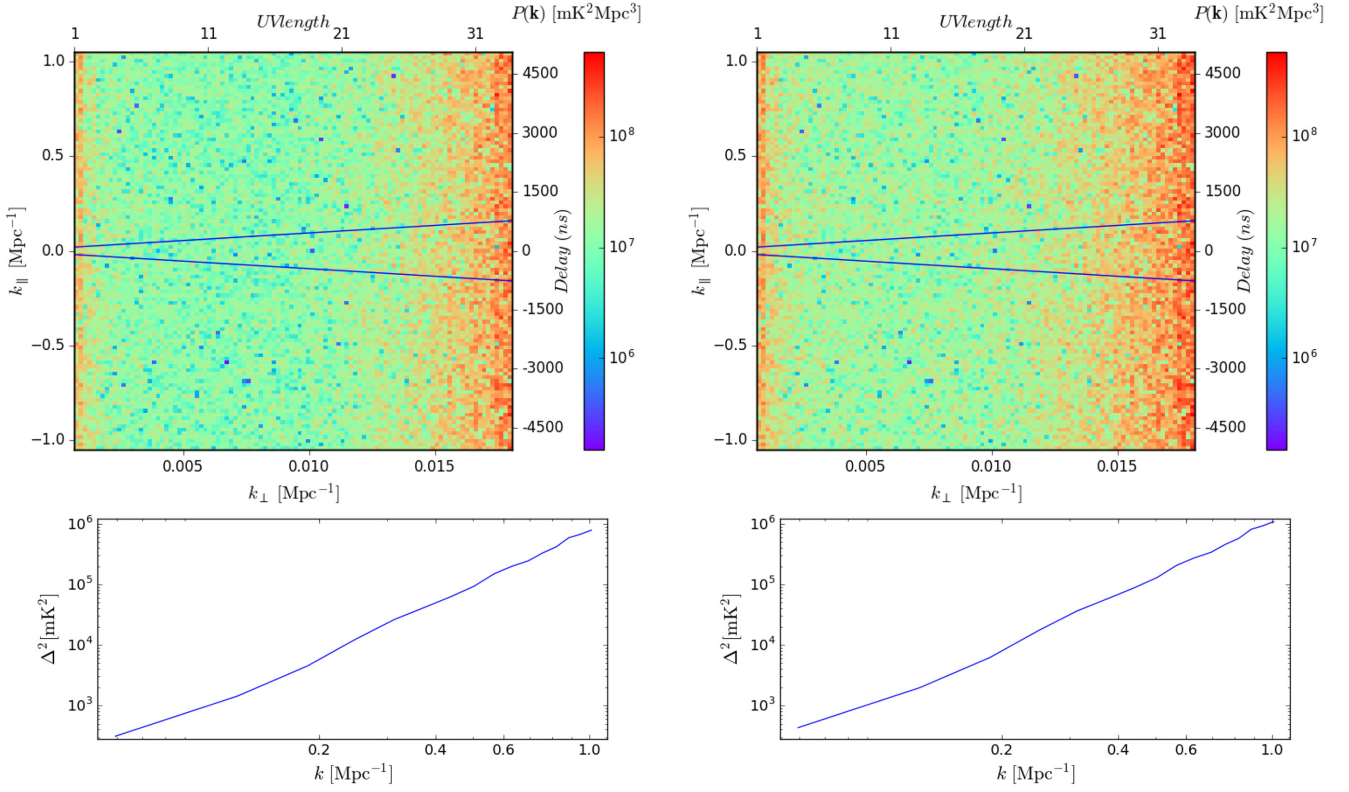 UVlength P(k) [mK²Mpc³]
1 11 21 31
1.0
0.5
0.0
−0.5
−1.0
k∥ [Mpc⁻¹]
4500
3000
1500
0
-1500
-3000
-4500
Delay (ns)
10⁸
10⁷
10⁶
0.005 0.010 0.015
k⊥ [Mpc⁻¹]
UVlength P(k) [mK²Mpc³]
1 11 21 31
1.0
0.5
0.0
−0.5
−1.0
k∥ [Mpc⁻¹]
4500
3000
1500
0
-1500
-3000
-4500
Delay (ns)
10⁸
10⁷
10⁶
0.005 0.010 0.015
k⊥ [Mpc⁻¹]
10⁶
10⁵
10⁴
10³
Δ² [mK²]
0.2 0.4 0.6 1.0
k [Mpc⁻¹]
10⁶
10⁵
10⁴
10³
Δ² [mK²]
0.2 0.4 0.6 1.0
k [Mpc⁻¹]